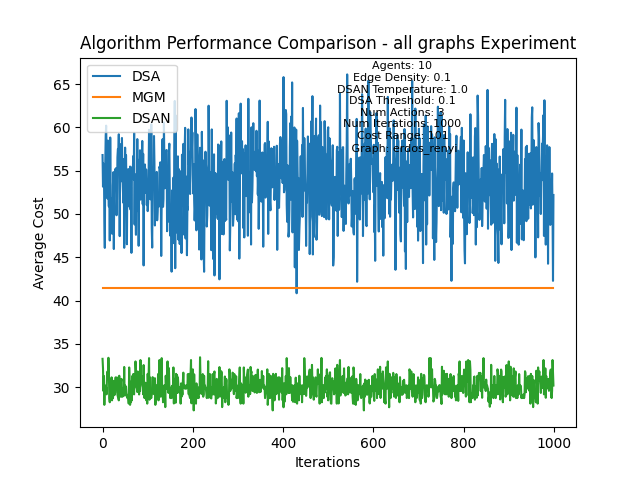 Algorithm Performance Comparison - all graphs Experiment
DSA
MGM
DSAN
Agents: 10
Edge Density: 0.1
DSAN Temperature: 1.0
DSA Threshold: 0.1
Num Actions: 3
Num Iterations: 1000
Cost Range: 101
Graph: erdos_renyi
Average Cost
65
60
55
50
45
40
35
30
0
200
400
600
800
1000
Iterations